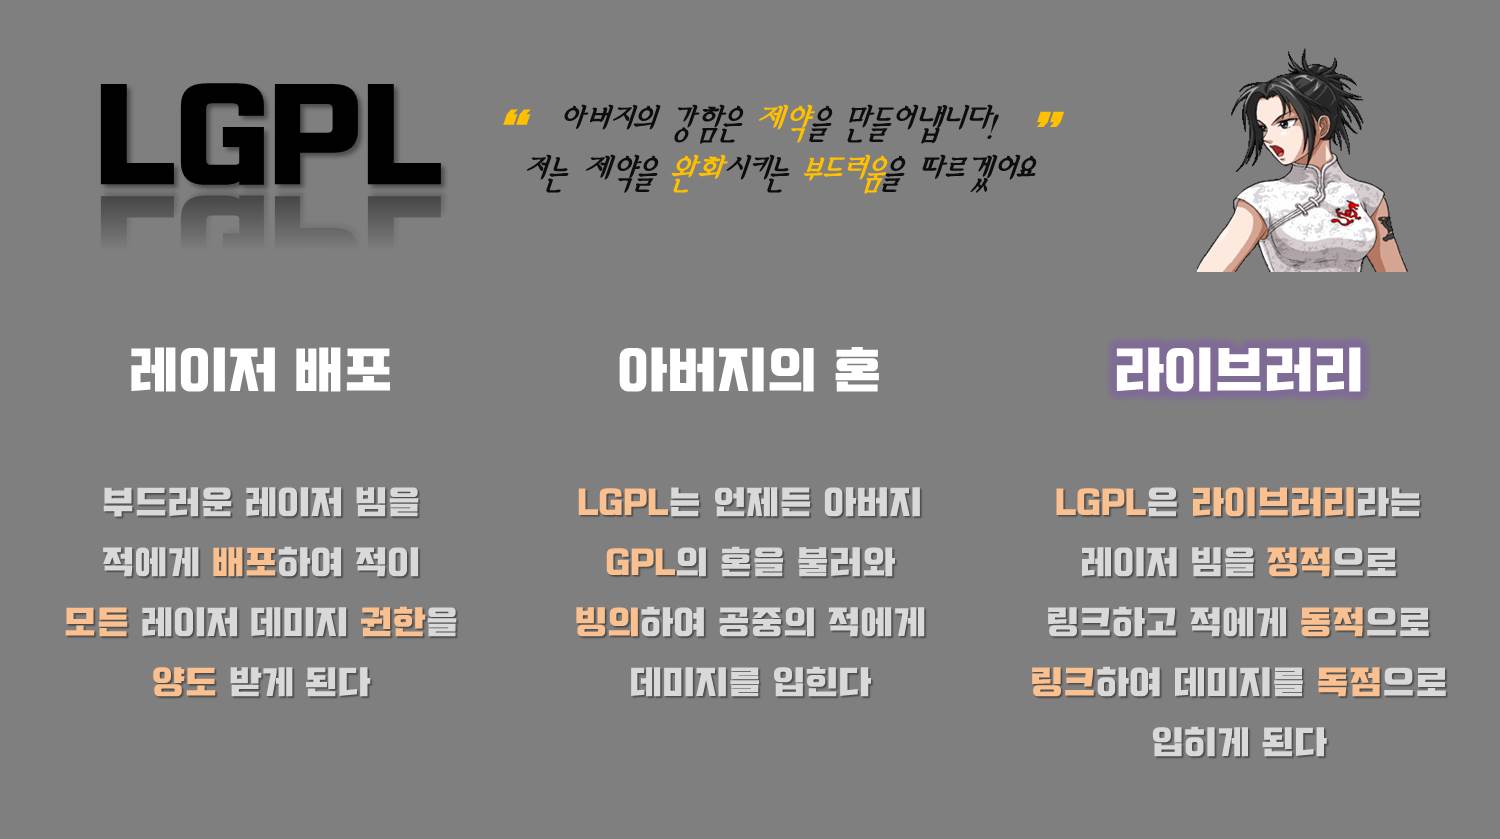 LGPL
❝ 아버지의 강함은 제약을 만들어냅니다! ❞
저는 제약을 완화시키는 부드러움을 따르겠어요
레이저 배포
부드러운 레이저 빔을
적에게 배포하여 적이
모든 레이저 데미지 권한을
양도 받게 된다
아버지의 혼
LGPL는 언제든 아버지
GPL의 혼을 불러와
빙의하여 공중의 적에게
데미지를 입힌다
라이브러리
LGPL은 라이브러리라는
레이저 빔을 정적으로
링크하고 적에게 동적으로
링크하여 데미지를 독점으로
입히게 된다